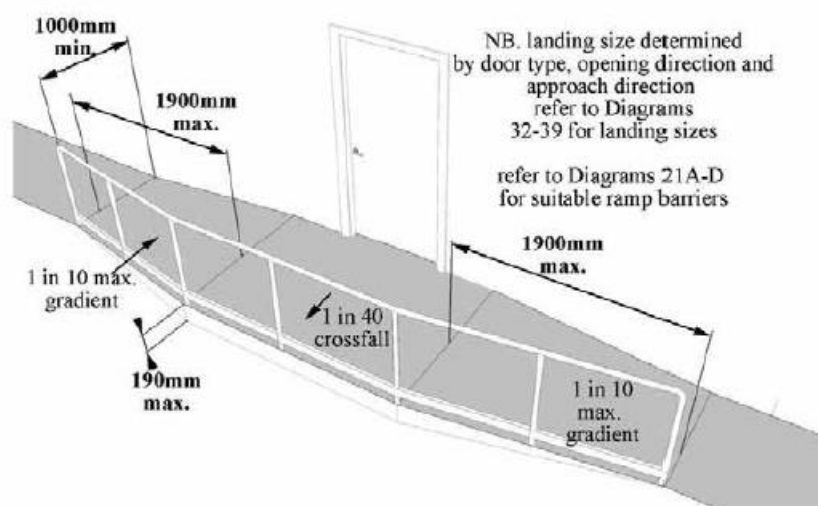 1000mm
min.
1900mm
max.
NB. landing size determined
by door type, opening direction and
approach direction
refer to Diagrams
32-39 for landing sizes
refer to Diagrams 21A-D
for suitable ramp barriers
1900mm
max.
1 in 10 max.
gradient
1 in 40
crossfall
190mm
max.
1 in 10
max.
gradient